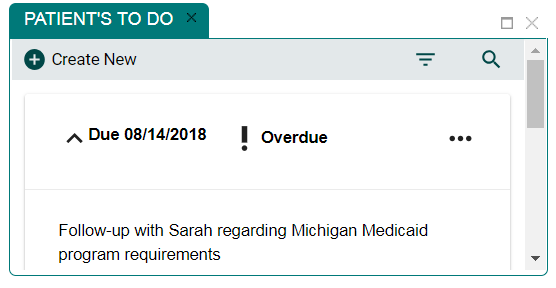 PATIENT'S TO DO
Create New
Due 08/14/2018 Overdue
Follow-up with Sarah regarding Michigan Medicaid
program requirements